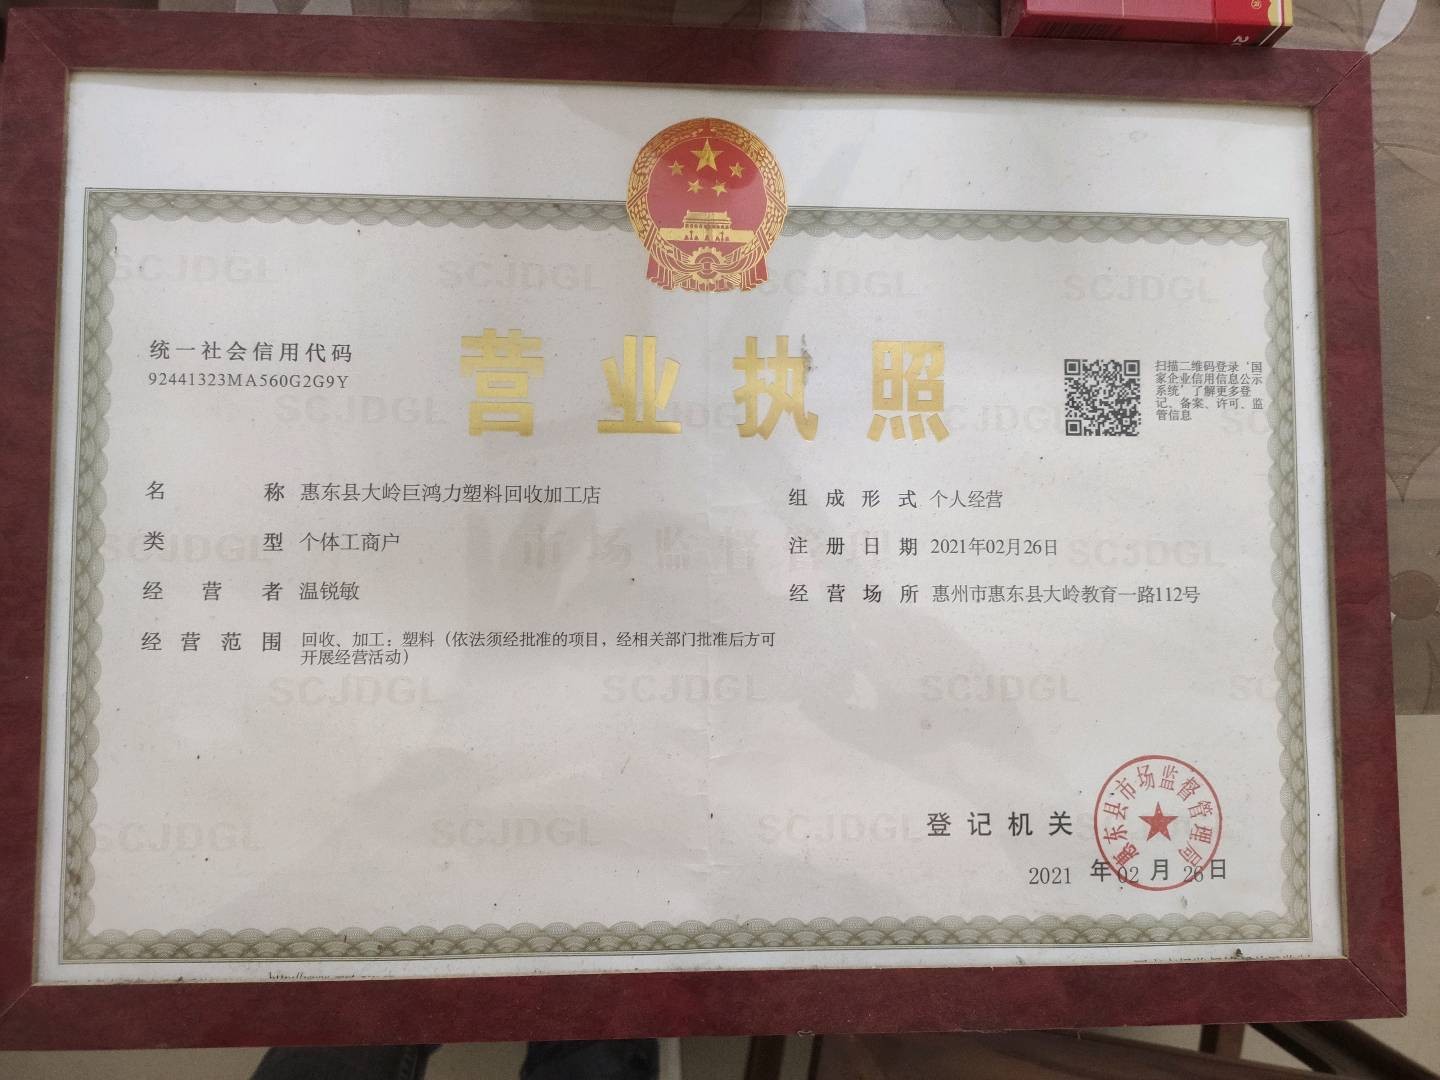 统一社会信用代码
92441323MA560G2G9Y
营业执照
扫描二维码登录‘国
家企业信用信息公示
系统’了解更多登
记、备案、许可、监
管信息
名称 惠东县大岭巨鸿力塑料回收加工店
组成形式 个人经营
类型 个体工商户
注册日期 2021年02月26日
经营者 温锐敏
经营场所 惠州市惠东县大岭教育一路112号
经营范围 回收、加工：塑料（依法须经批准的项目，经相关部门批准后方可
开展经营活动）
登记机关
惠东县市场监督管理局
2021 年 02 月 26 日
SCJDGL